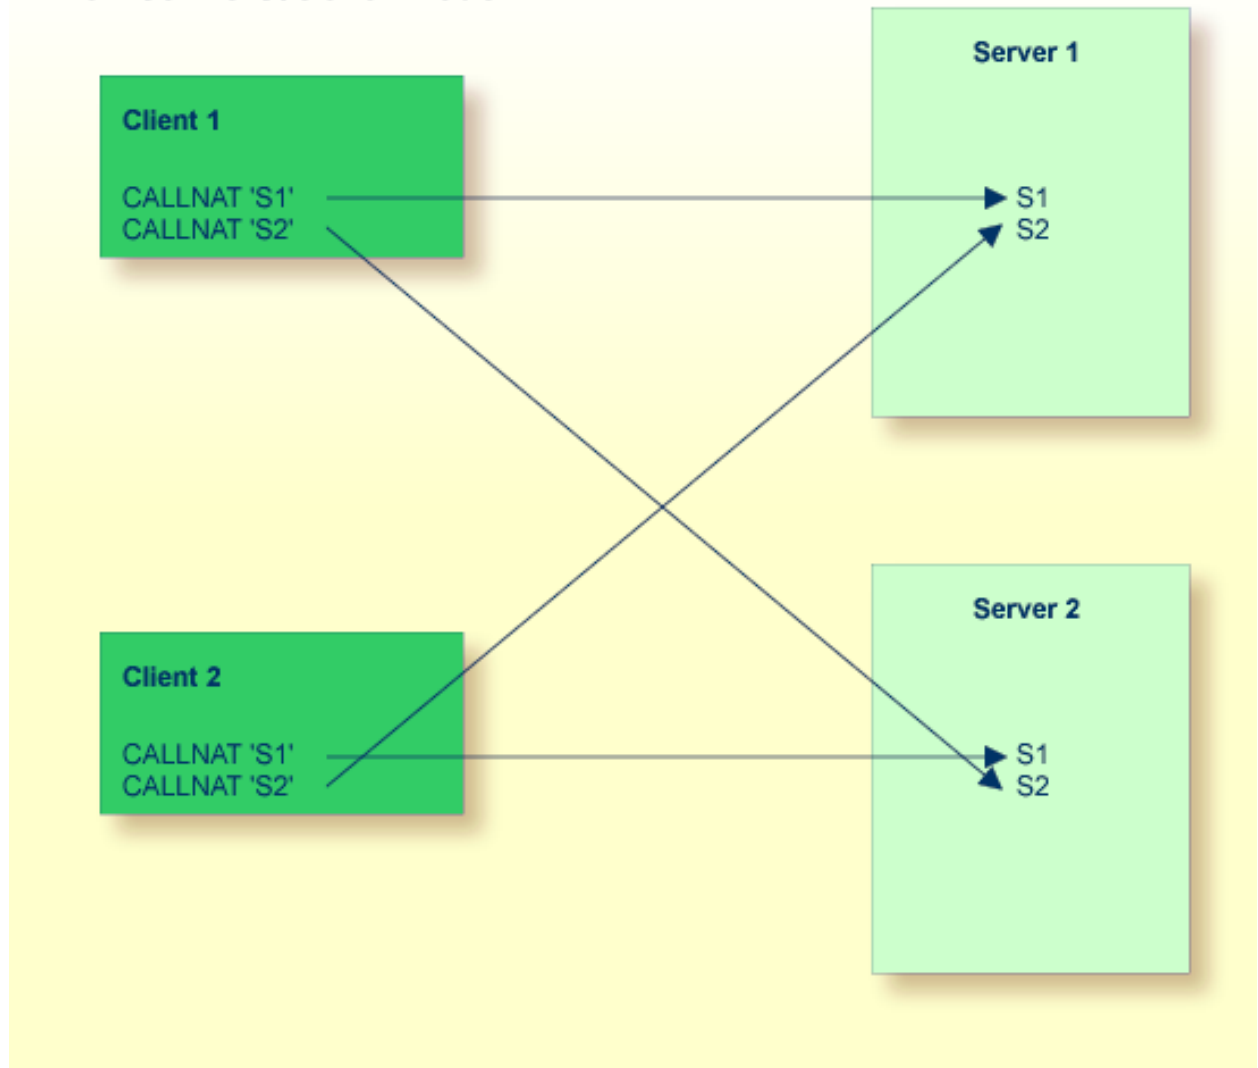 Client 1
CALLNAT 'S1'
CALLNAT 'S2'
Server 1
S1
S2
Client 2
CALLNAT 'S1'
CALLNAT 'S2'
Server 2
S1
S2